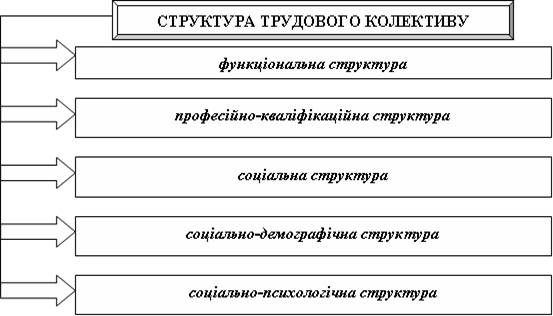 СТРУКТУРА ТРУДОВОГО КОЛЕКТИВУ
функціональна структура
професійно-кваліфікаційна структура
соціальна структура
соціально-демографічна структура
соціально-психологічна структура